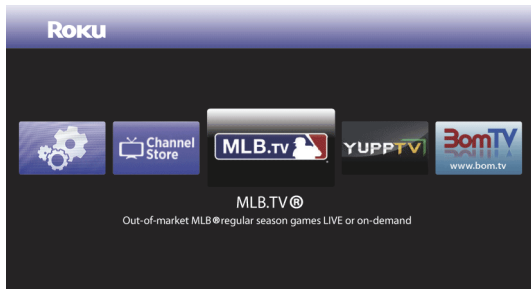 Roku
Channel
Store
MLB.TV
YUPPTV
BomTV
www.bom.tv
MLB.TV®
Out-of-market MLB®regular season games LIVE or on-demand